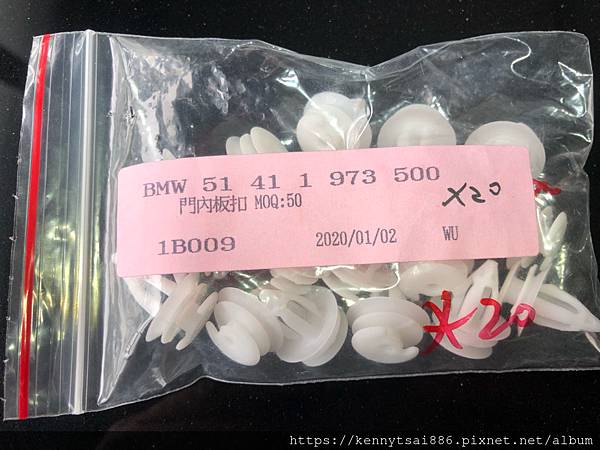 BMW 51 41 1 973 500
門內板扣 MOQ:50
x20
1B009 2020/01/02 WU
x20
https://kennytsai886.pixnet.net/album